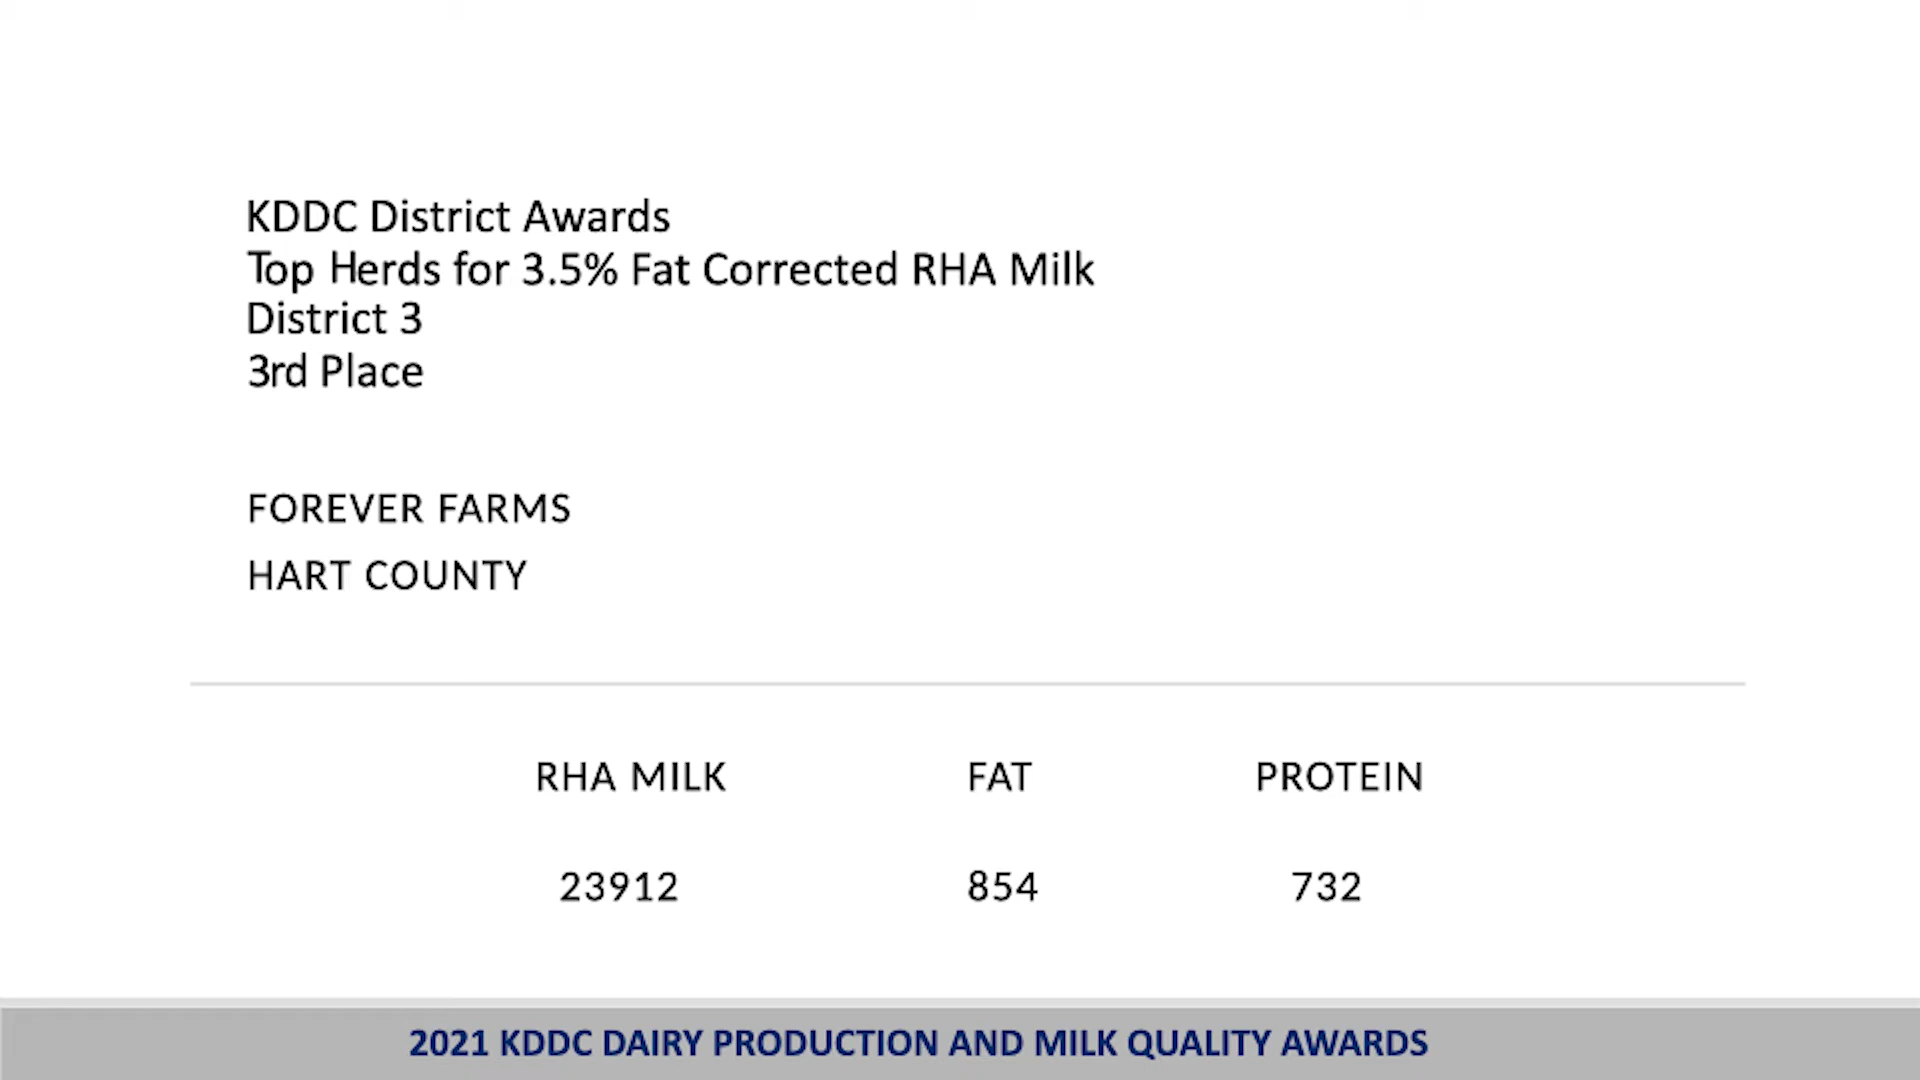 KDDC District Awards
Top Herds for 3.5% Fat Corrected RHA Milk
District 3
3rd Place
FOREVER FARMS
HART COUNTY
RHA MILK FAT PROTEIN
23912 854 732
2021 KDDC DAIRY PRODUCTION AND MILK QUALITY AWARDS